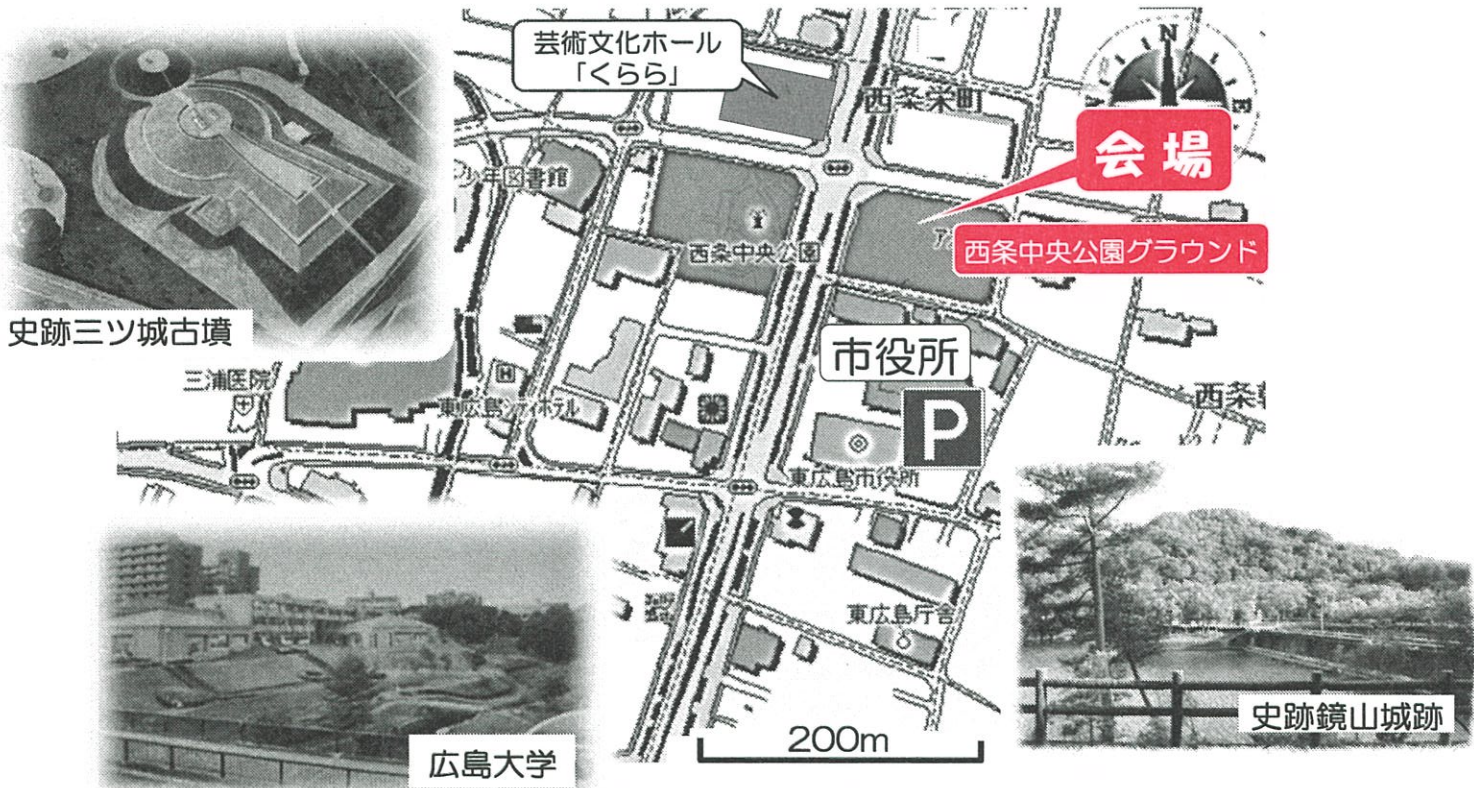 芸術文化ホール
「くらら」
N
E
西条栄町
会場
少年図書館
西条中央公園
西条中央公園グラウンド
史跡三ツ城古墳
市役所
三浦医院
H
東広島シティホテル
P
東広島市役所
東広島庁舎
史跡鏡山城跡
200m
広島大学